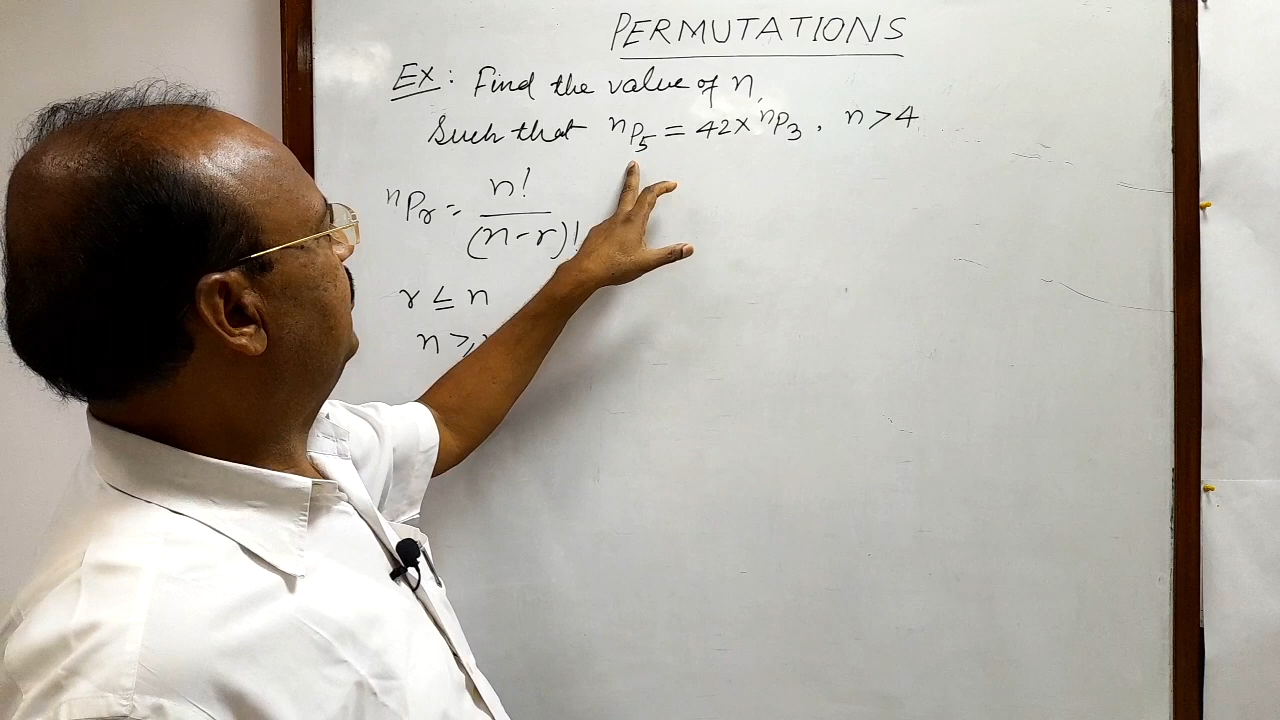 PERMUTATIONS
Ex: Find the value of n,
Such that ⁿP₅ = 42 × ⁿP₃, n > 4
ⁿPᵣ = n! / (n-r)!
r ≤ n
n ≥